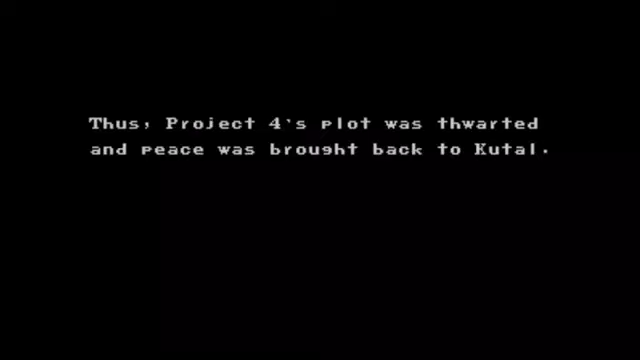 Thus, Project 4's plot was thwarted
and peace was brought back to Kutal.